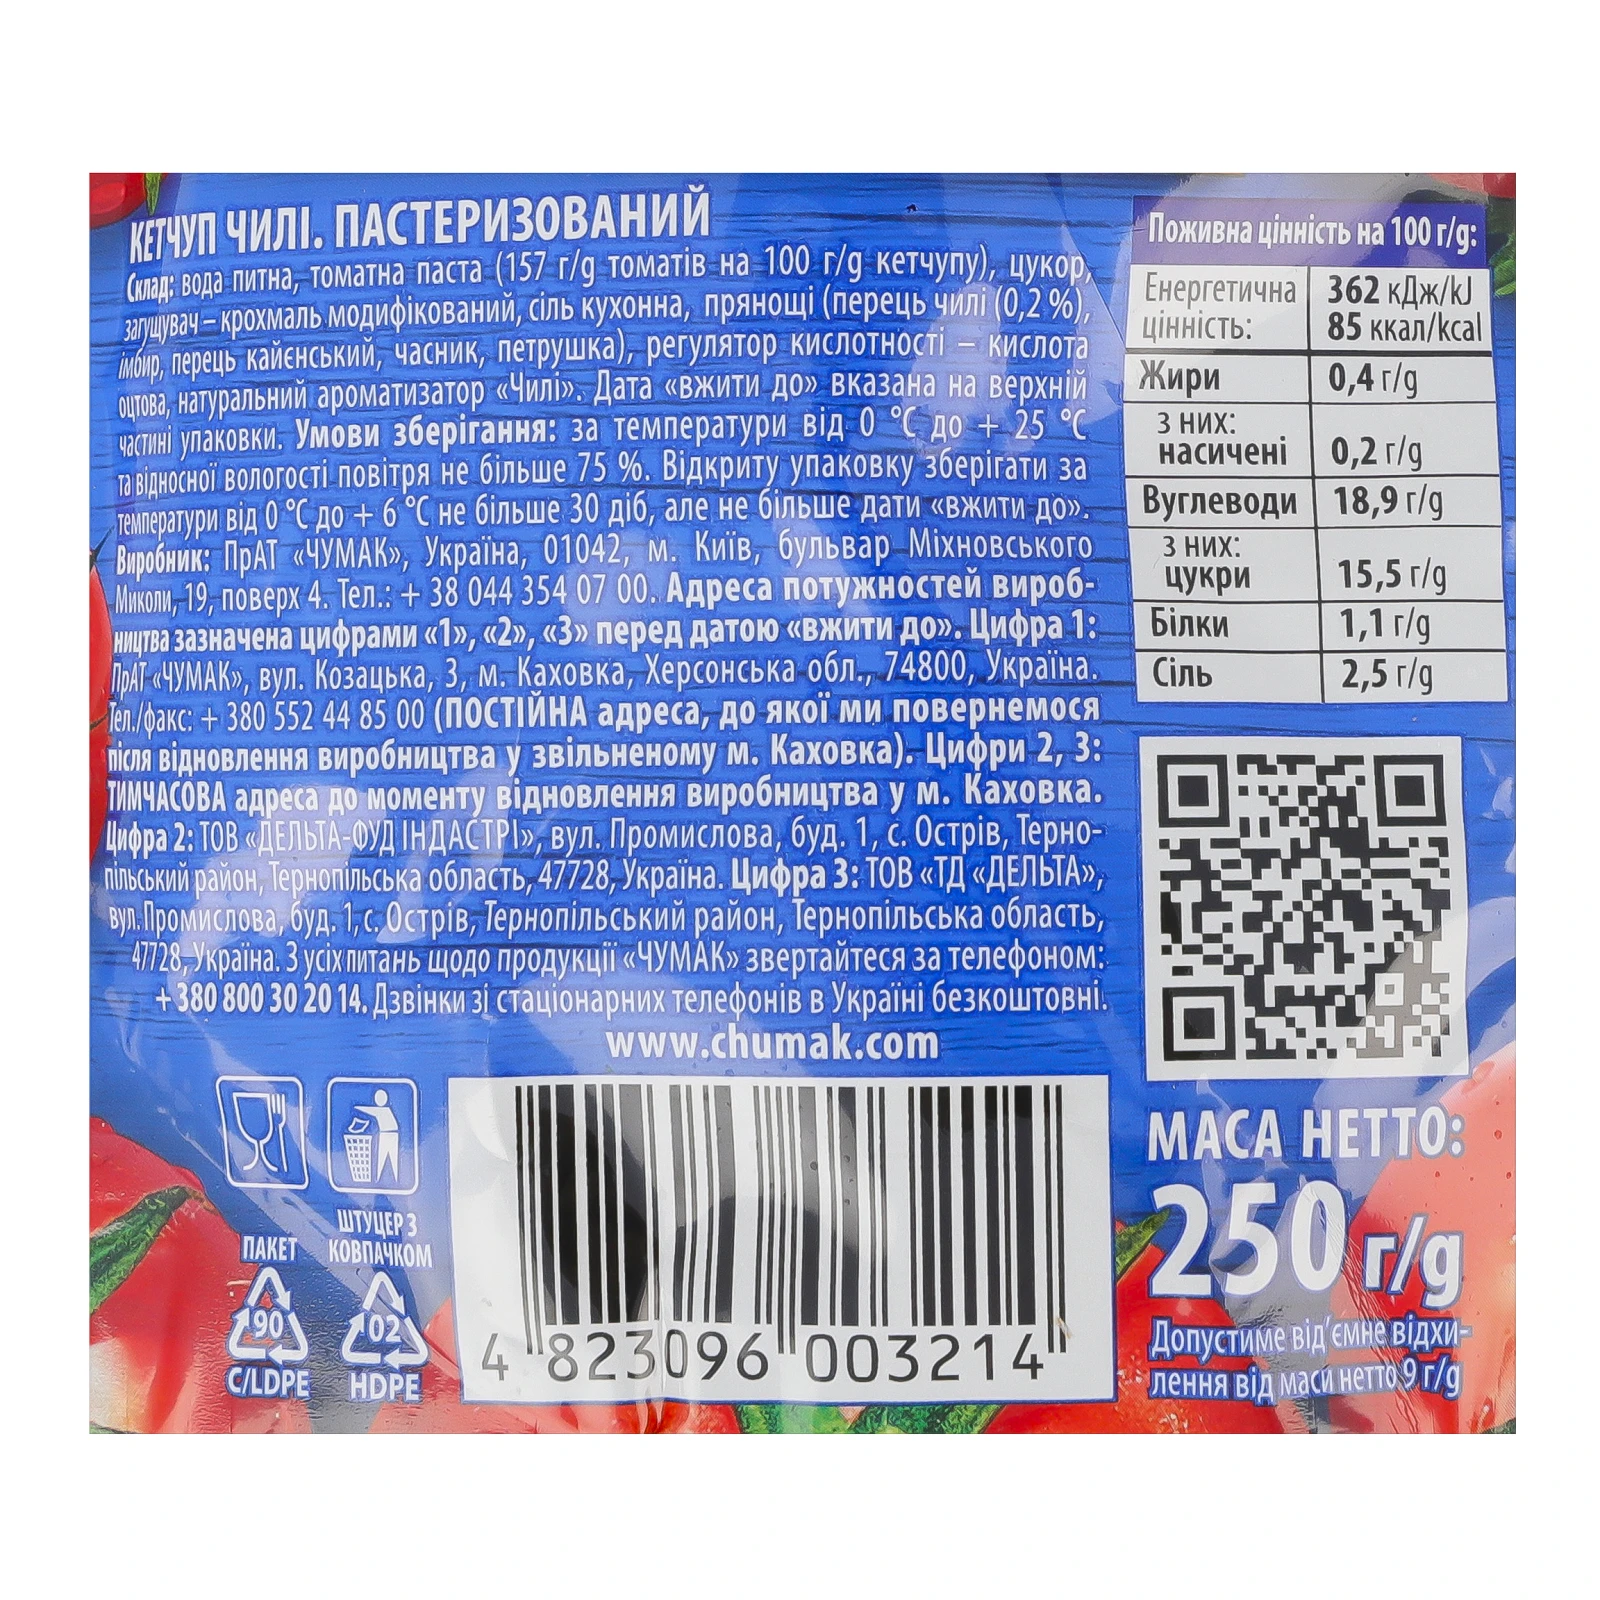 КЕТЧУП ЧИЛІ. ПАСТЕРИЗОВАНИЙ
Склад: вода питна, томатна паста (157 г/g томатів на 100 г/g кетчупу), цукор,
загущувач – крохмаль модифікований, сіль кухонна, прянощі (перець чилі (0,2 %),
імбир, перець кайєнський, часник, петрушка), регулятор кислотності – кислота
оцтова, натуральний ароматизатор «Чилі». Дата «вжити до» вказана на верхній
частині упаковки. Умови зберігання: за температури від 0 °С до + 25 °С
та відносної вологості повітря не більше 75 %. Відкриту упаковку зберігати за
температури від 0 °С до + 6 °С не більше 30 діб, але не більше дати «вжити до».
Виробник: ПрАТ «ЧУМАК», Україна, 01042, м. Київ, бульвар Міхновського
Миколи, 19, поверх 4. Тел.: + 38 044 354 07 00. Адреса потужностей вироб-
ництва зазначена цифрами «1», «2», «3» перед датою «вжити до». Цифра 1:
ПрАТ «ЧУМАК», вул. Козацька, 3, м. Каховка, Херсонська обл., 74800, Україна.
Тел./факс: + 380 552 44 85 00 (ПОСТІЙНА адреса, до якої ми повернемося
після відновлення виробництва у звільненому м. Каховка). Цифри 2, 3:
ТИМЧАСОВА адреса до моменту відновлення виробництва у м. Каховка.
Цифра 2: ТОВ «ДЕЛЬТА-ФУД ІНДАСТРІ», вул. Промислова, буд. 1, с. Острів, Терно-
пільський район, Тернопільська область, 47728, Україна. Цифра 3: ТОВ «ТД «ДЕЛЬТА»,
вул. Промислова, буд. 1, с. Острів, Тернопільський район, Тернопільська область,
47728, Україна. З усіх питань щодо продукції «ЧУМАК» звертайтеся за телефоном:
+ 380 800 30 20 14. Дзвінки зі стаціонарних телефонів в Україні безкоштовні.
www.chumak.com
Поживна цінність на 100 г/g:
Енергетична цінність: 362 кДж/kJ
85 ккал/kcal
Жири 0,4 г/g
з них:
насичені 0,2 г/g
Вуглеводи 18,9 г/g
з них:
цукри 15,5 г/g
Білки 1,1 г/g
Сіль 2,5 г/g
МАСА НЕТТО:
250 г/g
Допустиме від'ємне відхи-
лення від маси нетто 9 г/g
ПАКЕТ
90
C/LDPE
ШТУЦЕР З
КОВПАЧКОМ
02
HDPE
4 823096 003214